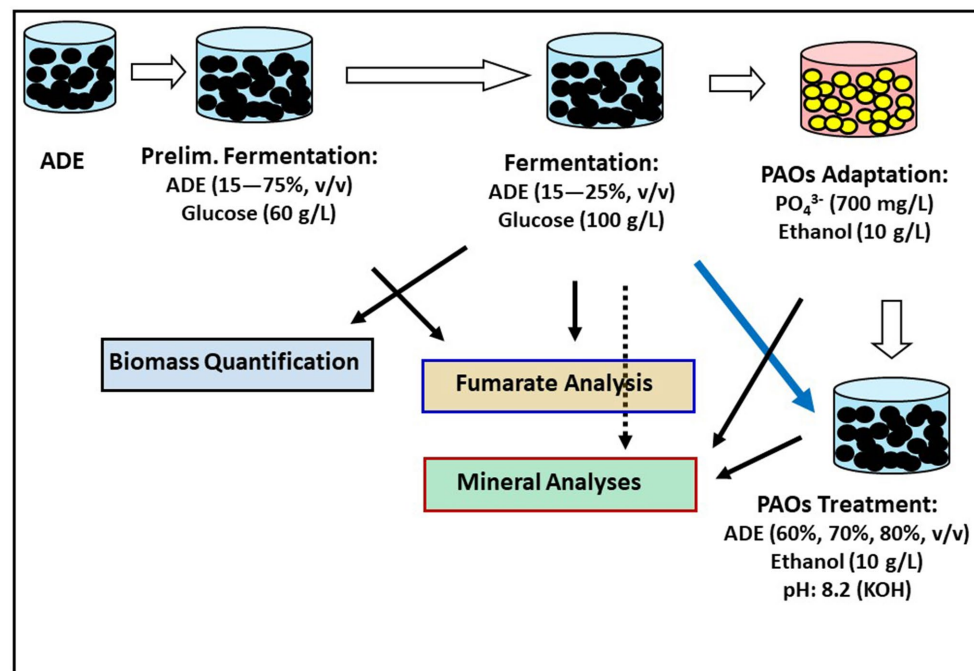 ADE
Prelim. Fermentation:
ADE (15—75%, v/v)
Glucose (60 g/L)
Fermentation:
ADE (15—25%, v/v)
Glucose (100 g/L)
PAOs Adaptation:
PO₄³⁻ (700 mg/L)
Ethanol (10 g/L)
Biomass Quantification
Fumarate Analysis
Mineral Analyses
PAOs Treatment:
ADE (60%, 70%, 80%, v/v)
Ethanol (10 g/L)
pH: 8.2 (KOH)